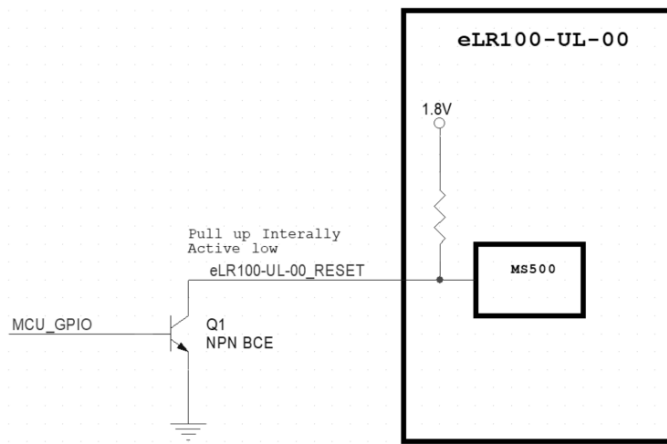 eLR100-UL-00
1.8V
Pull up Interally
Active low
eLR100-UL-00_RESET
MS500
MCU_GPIO
Q1
NPN BCE